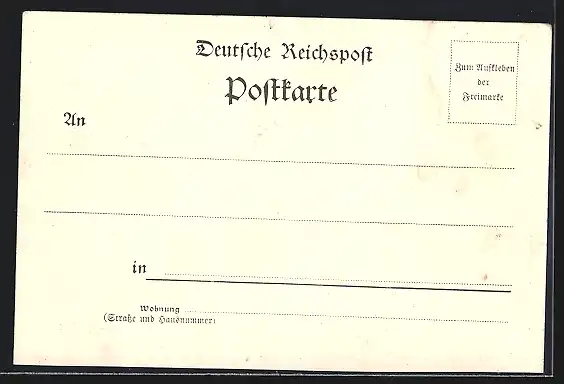 Deutsche Reichspost
Postkarte
Zum Aufkleben
der
Freimarke
An
in
Wohnung
(Straße und Hausnummer)